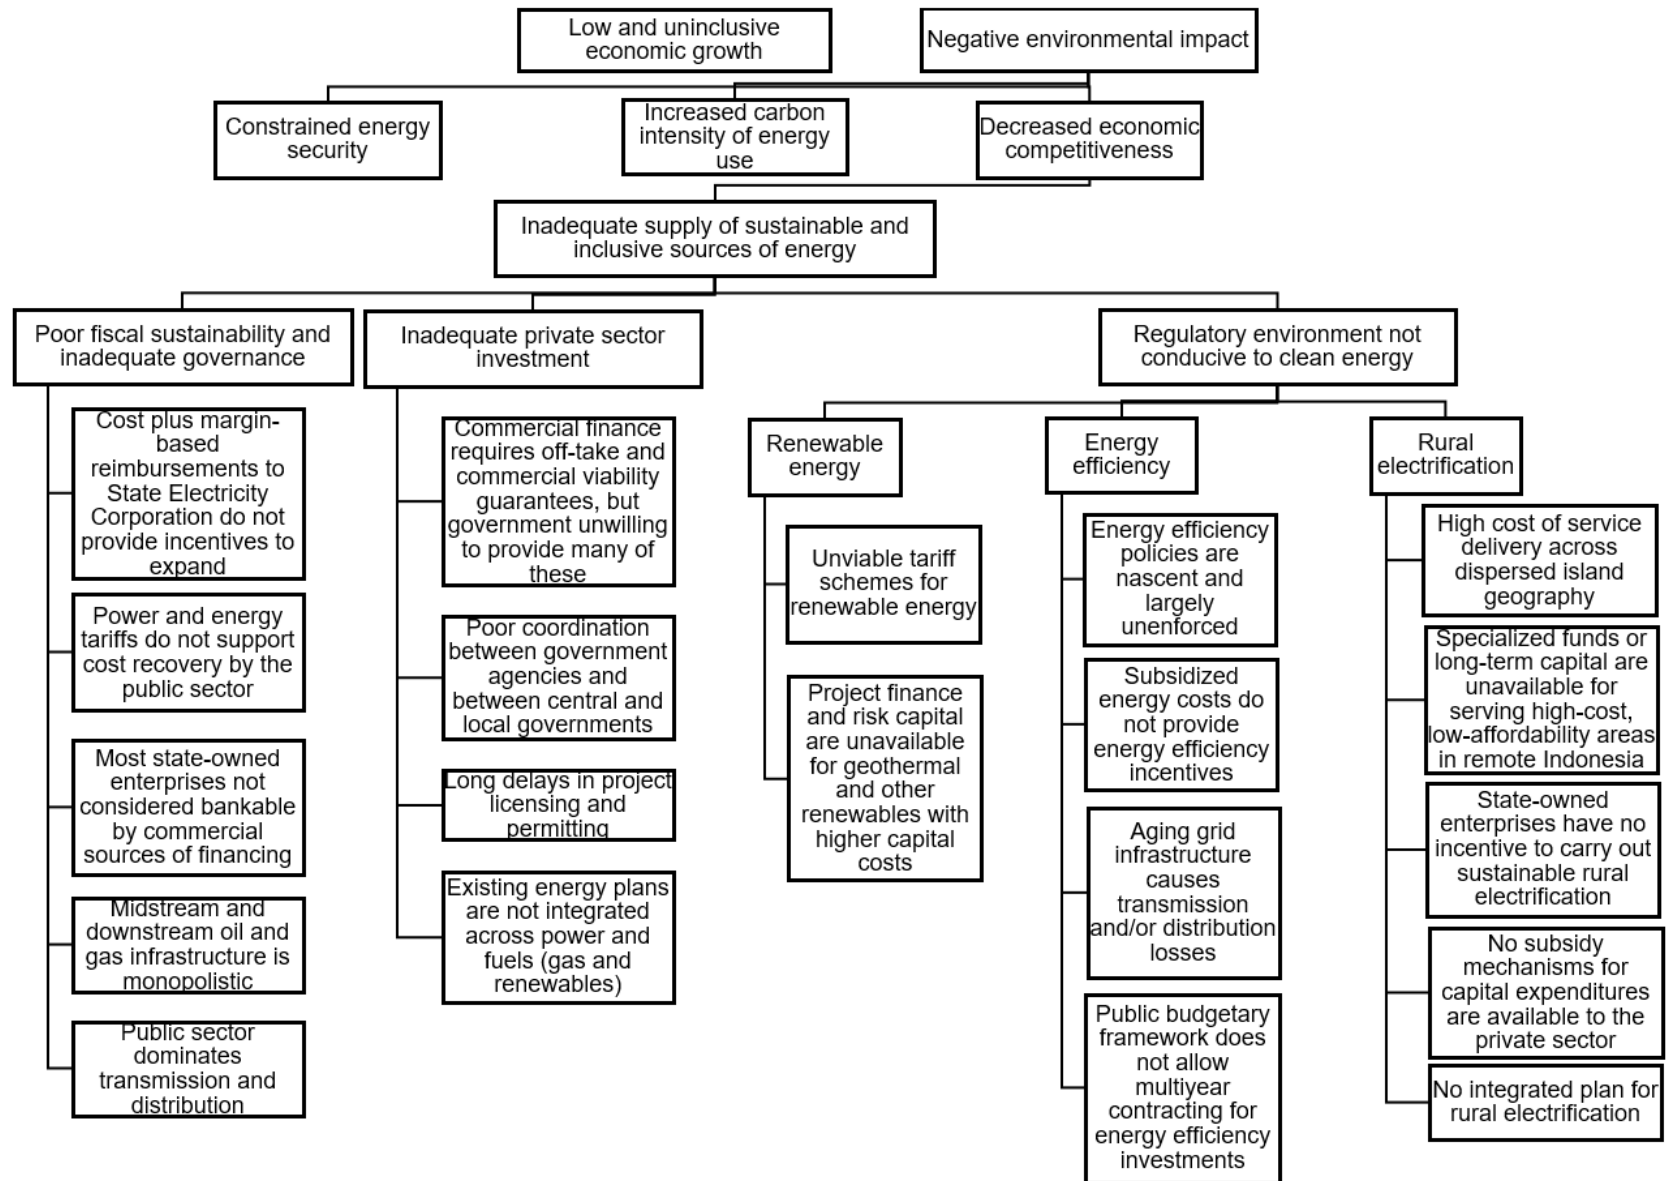 Low and uninclusive
economic growth
Negative environmental impact
Constrained energy
security
Increased carbon
intensity of energy
use
Decreased economic
competitiveness
Inadequate supply of sustainable and
inclusive sources of energy
Poor fiscal sustainability and
inadequate governance
Inadequate private sector
investment
Regulatory environment not
conducive to clean energy
Cost plus margin-
based
reimbursements to
State Electricity
Corporation do not
provide incentives to
expand
Power and energy
tariffs do not support
cost recovery by the
public sector
Most state-owned
enterprises not
considered bankable
by commercial
sources of financing
Midstream and
downstream oil and
gas infrastructure is
monopolistic
Public sector
dominates
transmission and
distribution
Commercial finance
requires off-take and
commercial viability
guarantees, but
government unwilling
to provide many of
these
Poor coordination
between government
agencies and
between central and
local governments
Long delays in project
licensing and
permitting
Existing energy plans
are not integrated
across power and
fuels (gas and
renewables)
Renewable
energy
Unviable tariff
schemes for
renewable energy
Project finance
and risk capital
are unavailable
for geothermal
and other
renewables with
higher capital
costs
Energy
efficiency
Energy efficiency
policies are
nascent and
largely
unenforced
Subsidized
energy costs do
not provide
energy efficiency
incentives
Aging grid
infrastructure
causes
transmission
and/or distribution
losses
Public budgetary
framework does
not allow
multiyear
contracting for
energy efficiency
investments
Rural
electrification
High cost of service
delivery across
dispersed island
geography
Specialized funds or
long-term capital are
unavailable for
serving high-cost,
low-affordability areas
in remote Indonesia
State-owned
enterprises have no
incentive to carry out
sustainable rural
electrification
No subsidy
mechanisms for
capital expenditures
are available to the
private sector
No integrated plan for
rural electrification